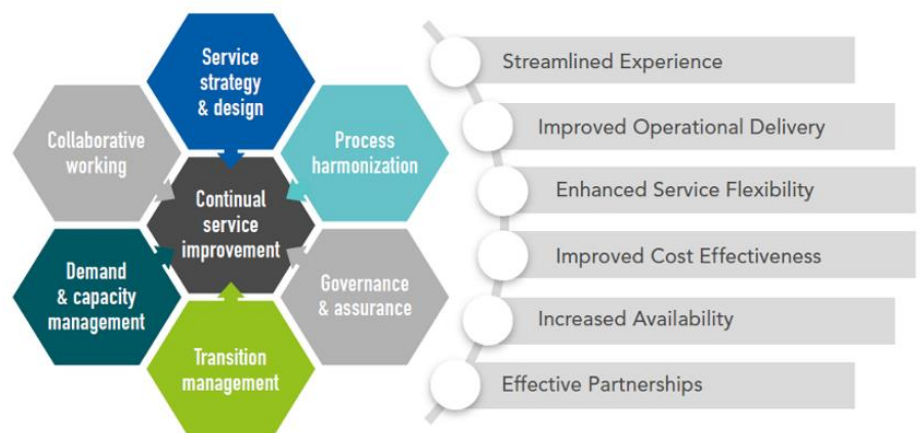 Service
strategy
& design
Collaborative
working
Process
harmonization
Continual
service
improvement
Demand
& capacity
management
Governance
& assurance
Transition
management
Streamlined Experience
Improved Operational Delivery
Enhanced Service Flexibility
Improved Cost Effectiveness
Increased Availability
Effective Partnerships